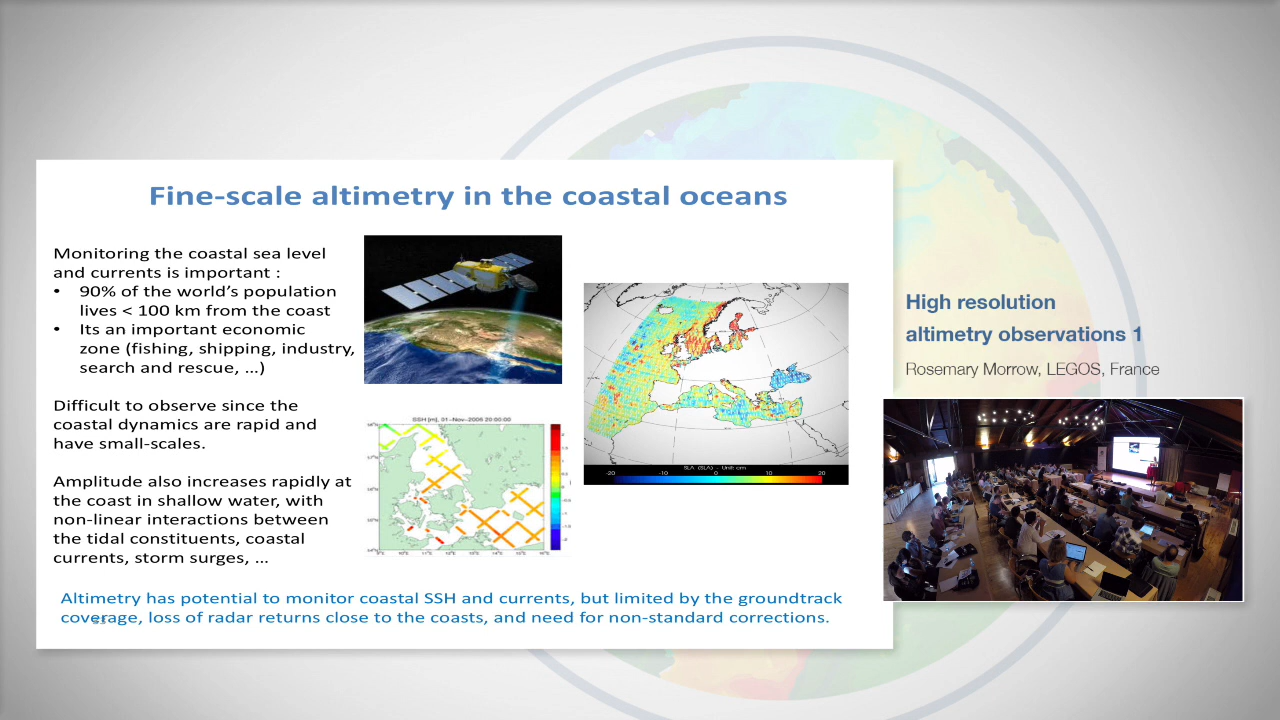 Fine-scale altimetry in the coastal oceans
Monitoring the coastal sea level
and currents is important :
• 90% of the world's population
lives < 100 km from the coast
• Its an important economic
zone (fishing, shipping, industry,
search and rescue, …)
Difficult to observe since the
coastal dynamics are rapid and
have small-scales.
Amplitude also increases rapidly at
the coast in shallow water, with
non-linear interactions between
the tidal constituents, coastal
currents, storm surges, …
SSH [m], 01-Nov-2006 20:00:00
SLA (SLA) - Unit: cm
-20 -10 0 10 20
Altimetry has potential to monitor coastal SSH and currents, but limited by the groundtrack
coverage, loss of radar returns close to the coasts, and need for non-standard corrections.
High resolution
altimetry observations 1
Rosemary Morrow, LEGOS, France